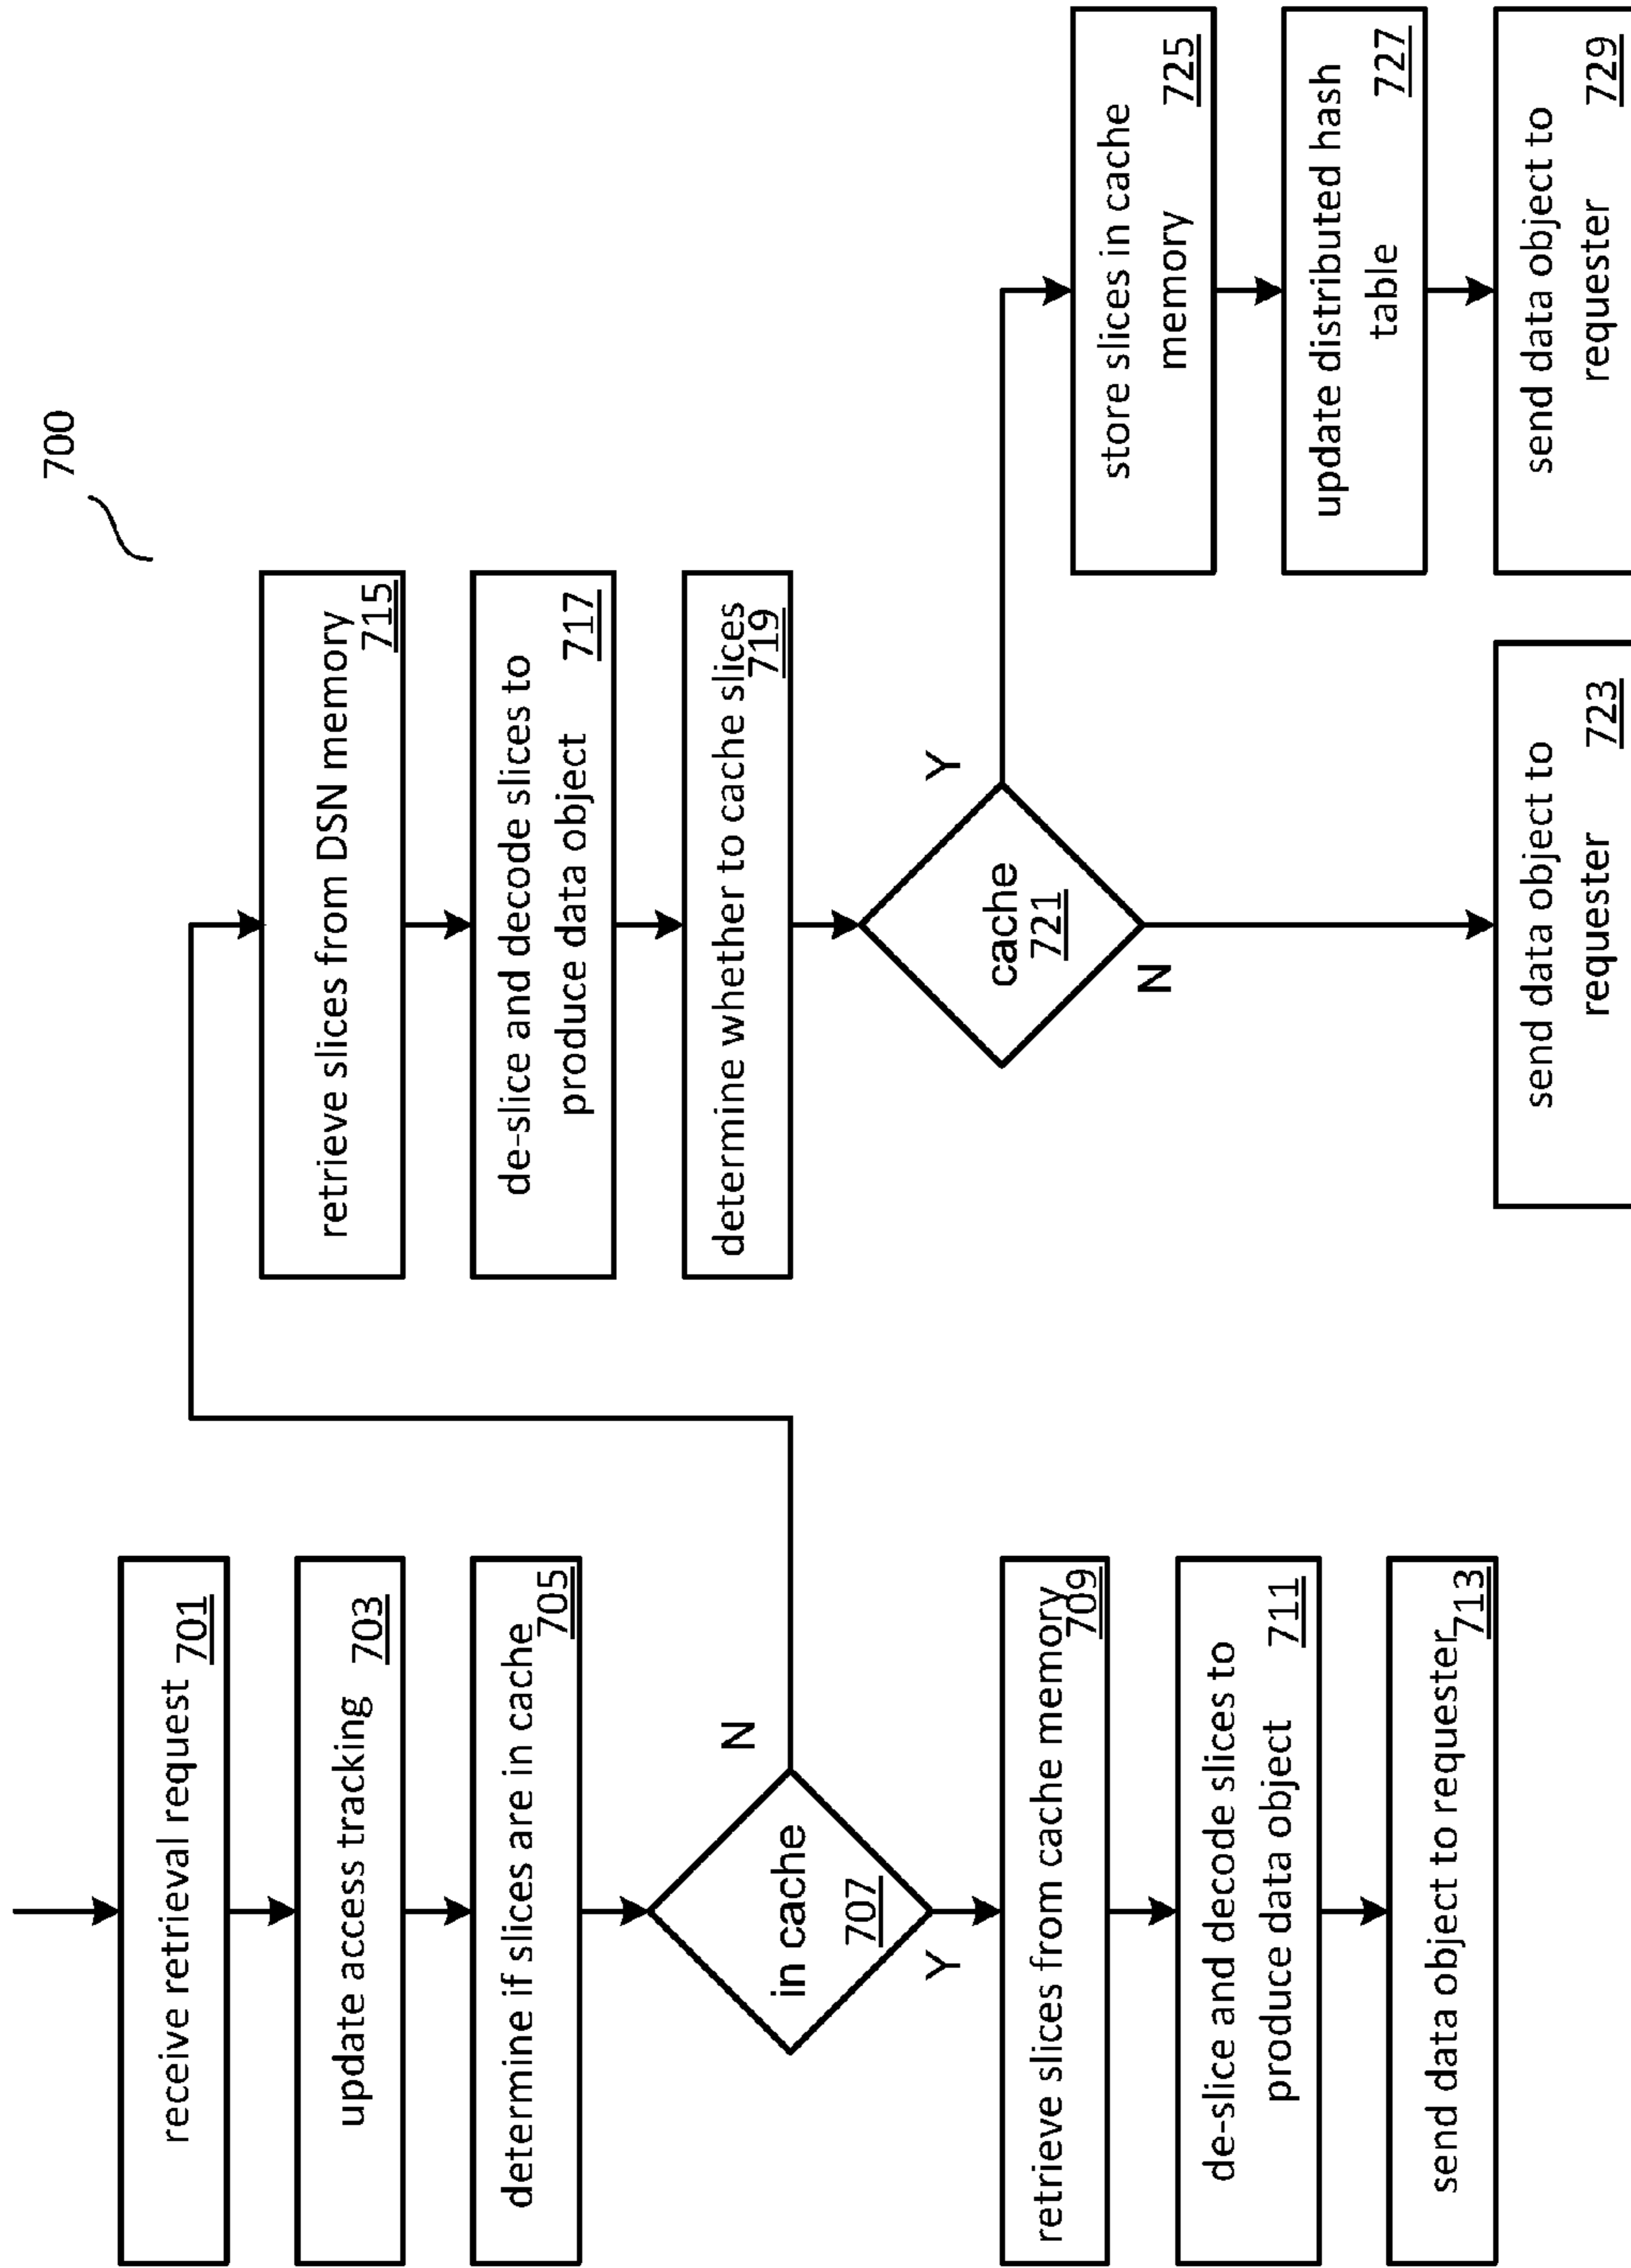 700
receive retrieval request
701
update access tracking
703
determine if slices are in cache
705
in cache
707
N
Y
retrieve slices from cache memory
709
de-slice and decode slices to
produce data object
711
send data object to requester
713
retrieve slices from DSN memory
715
de-slice and decode slices to
produce data object
717
determine whether to cache slices
719
cache
721
Y
N
send data object to
requester
723
store slices in cache
memory
725
update distributed hash
table
727
send data object to
requester
729